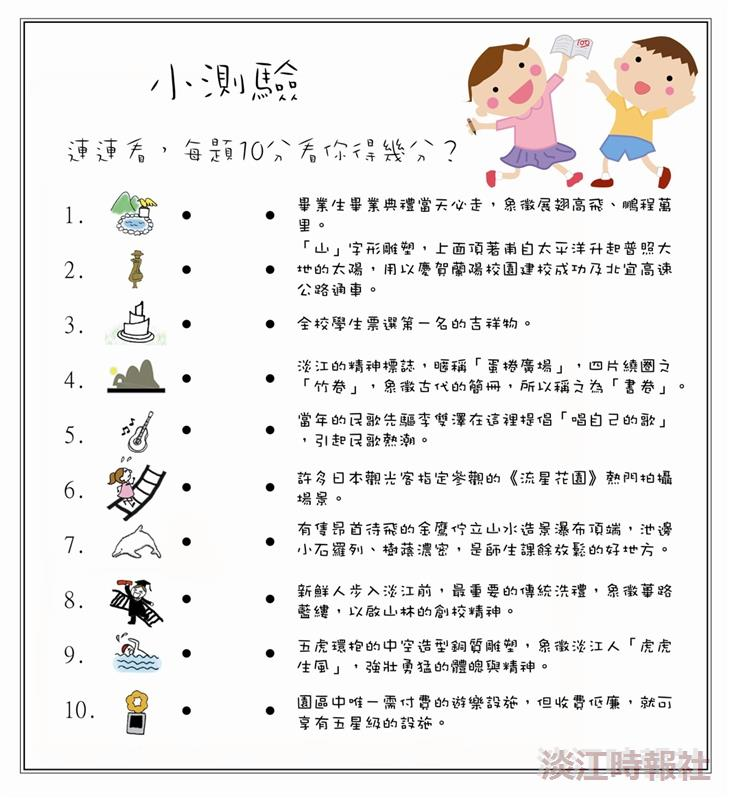 小測驗
連連看，每題10分看你得幾分？
1.
畢業生畢業典禮當天必走，象徵展翅高飛、鵬程萬
里。
2.
「山」字形雕塑，上面頂著甫自太平洋升起普照大
地的太陽，用以慶賀蘭陽校園建校成功及北宜高速
公路通車。
3.
全校學生票選第一名的吉祥物。
4.
淡江的精神標誌，暱稱「蛋捲廣場」，四片繞圈之
「竹卷」，象徵古代的簡冊，所以稱之為「書卷」。
5.
當年的民歌先驅李雙澤在這裡提倡「唱自己的歌」
，引起民歌熱潮。
6.
許多日本觀光客指定參觀的《流星花園》熱門拍攝
場景。
7.
有隻昂首待飛的金鷹佇立山水造景瀑布頂端，池邊
小石羅列、樹蔭濃密，是師生課餘放鬆的好地方。
8.
新鮮人步入淡江前，最重要的傳統洗禮，象徵蓽路
藍縷，以啟山林的創校精神。
9.
五虎環抱的中空造型銅質雕塑，象徵淡江人「虎虎
生風」，強壯勇猛的體魄與精神。
10.
園區中唯一需付費的遊樂設施，但收費低廉，就可
享有五星級的設施。
淡江時報社